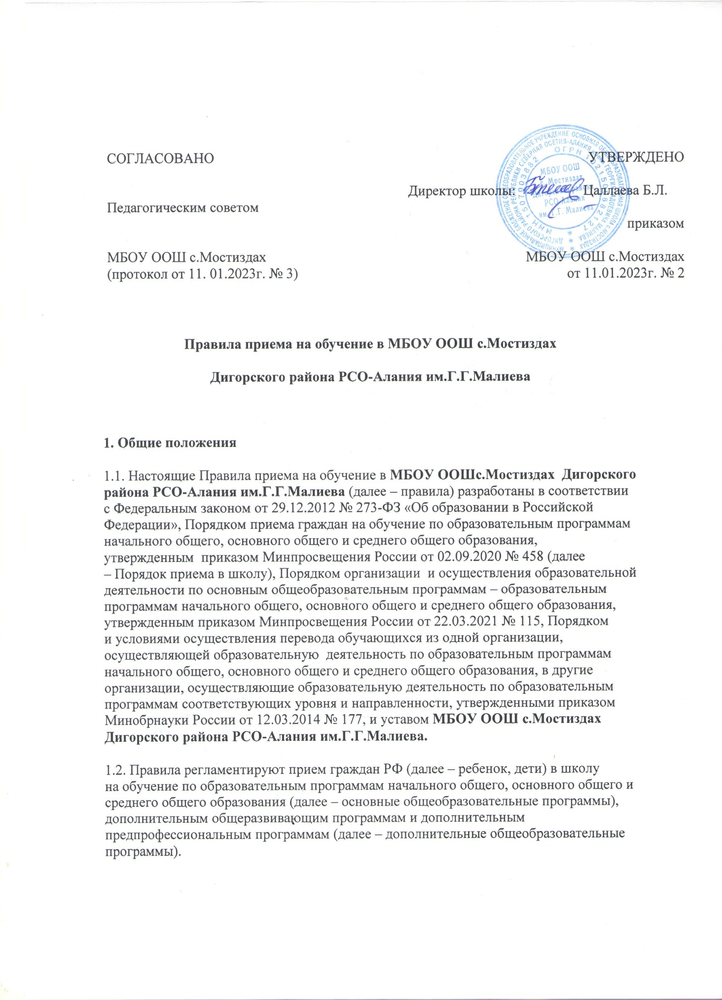 СОГЛАСОВАНО
УТВЕРЖДЕНО
Директор школы: Цаллаева Б.Л.
Педагогическим советом
приказом
МБОУ ООШ с.Мостиздах
(протокол от 11. 01.2023г. № 3)
МБОУ ООШ с.Мостиздах
от 11.01.2023г. № 2
МБОУ ООШ
с. Мостиздах
Дигорского района
РСО-Алания
им. Г.Г. Малиева
Правила приема на обучение в МБОУ ООШ с.Мостиздах
Дигорского района РСО-Алания им.Г.Г.Малиева
1. Общие положения
1.1. Настоящие Правила приема на обучение в МБОУ ООШс.Мостиздах Дигорского
района РСО-Алания им.Г.Г.Малиева (далее – правила) разработаны в соответствии
с Федеральным законом от 29.12.2012 № 273-ФЗ «Об образовании в Российской
Федерации», Порядком приема граждан на обучение по образовательным программам
начального общего, основного общего и среднего общего образования,
утвержденным приказом Минпросвещения России от 02.09.2020 № 458 (далее
– Порядок приема в школу), Порядком организации и осуществления образовательной
деятельности по основным общеобразовательным программам – образовательным
программам начального общего, основного общего и среднего общего образования,
утвержденным приказом Минпросвещения России от 22.03.2021 № 115, Порядком
и условиями осуществления перевода обучающихся из одной организации,
осуществляющей образовательную деятельность по образовательным программам
начального общего, основного общего и среднего общего образования, в другие
организации, осуществляющие образовательную деятельность по образовательным
программам соответствующих уровня и направленности, утвержденными приказом
Минобрнауки России от 12.03.2014 № 177, и уставом МБОУ ООШ с.Мостиздах
Дигорского района РСО-Алания им.Г.Г.Малиева.
1.2. Правила регламентируют прием граждан РФ (далее – ребенок, дети) в школу
на обучение по образовательным программам начального общего, основного общего и
среднего общего образования (далее – основные общеобразовательные программы),
дополнительным общеразвивающим программам и дополнительным
предпрофессиональным программам (далее – дополнительные общеобразовательные
программы).